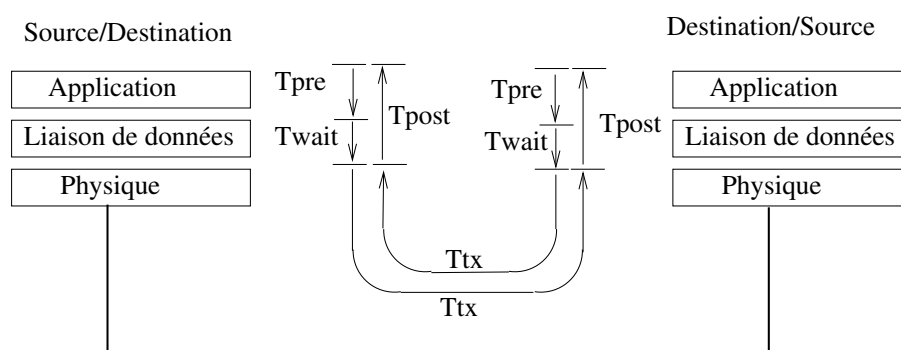 Source/Destination
Destination/Source
Application
Liaison de données
Physique
Tpre
Twait
Tpost
Tpre
Twait
Tpost
Application
Liaison de données
Physique
Ttx
Ttx